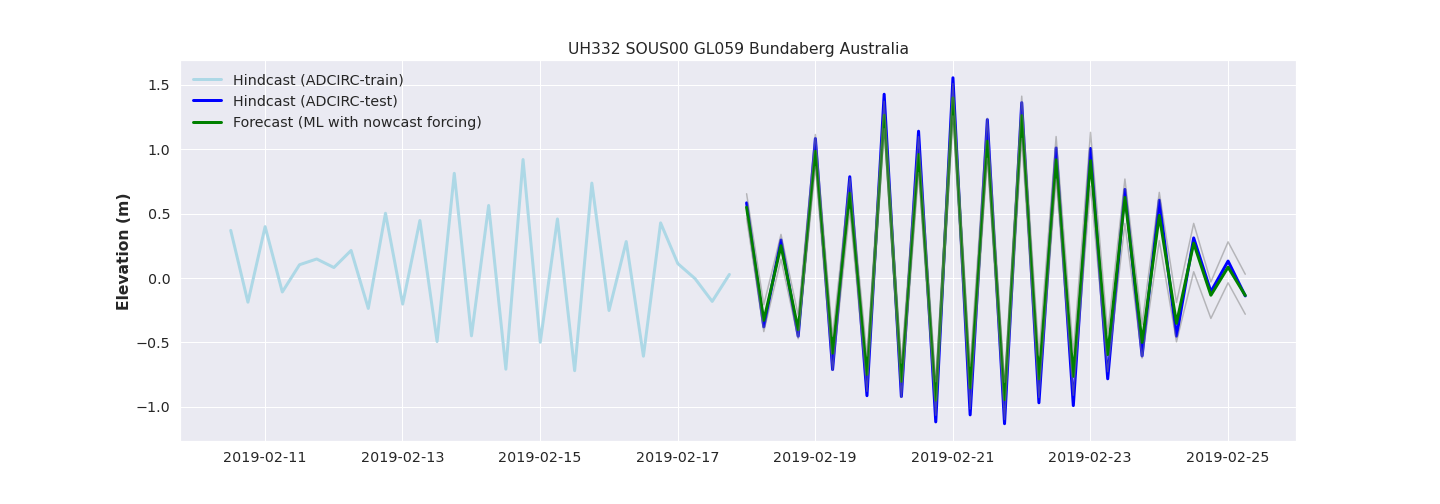 UH332 SOUS00 GL059 Bundaberg Australia
Hindcast (ADCIRC-train)
Hindcast (ADCIRC-test)
Forecast (ML with nowcast forcing)
Elevation (m)
1.5
1.0
0.5
0.0
−0.5
−1.0
2019-02-11 2019-02-13 2019-02-15 2019-02-17 2019-02-19 2019-02-21 2019-02-23 2019-02-25